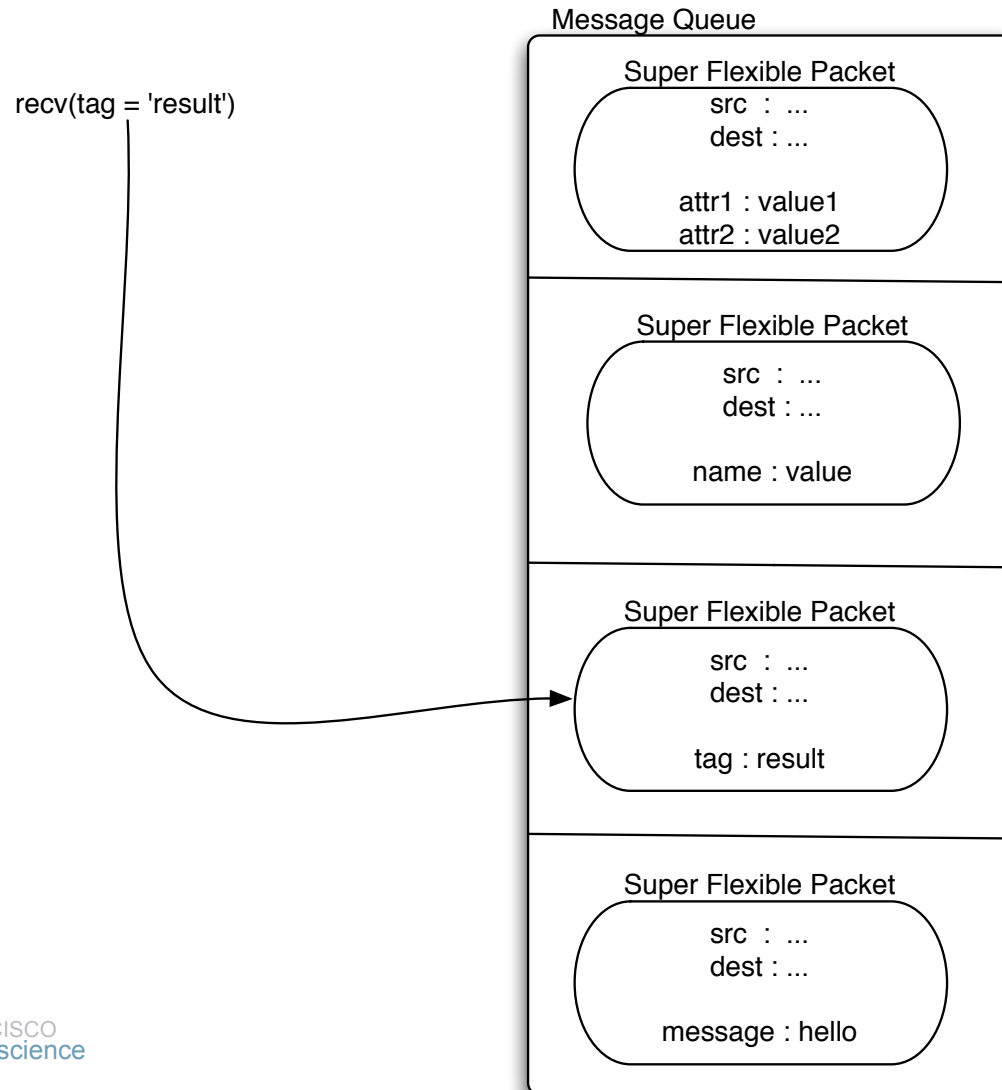 Message Queue
recv(tag = 'result')
Super Flexible Packet
src : ...
dest : ...
attr1 : value1
attr2 : value2
Super Flexible Packet
src : ...
dest : ...
name : value
Super Flexible Packet
src : ...
dest : ...
tag : result
Super Flexible Packet
src : ...
dest : ...
message : hello
CISCO
science